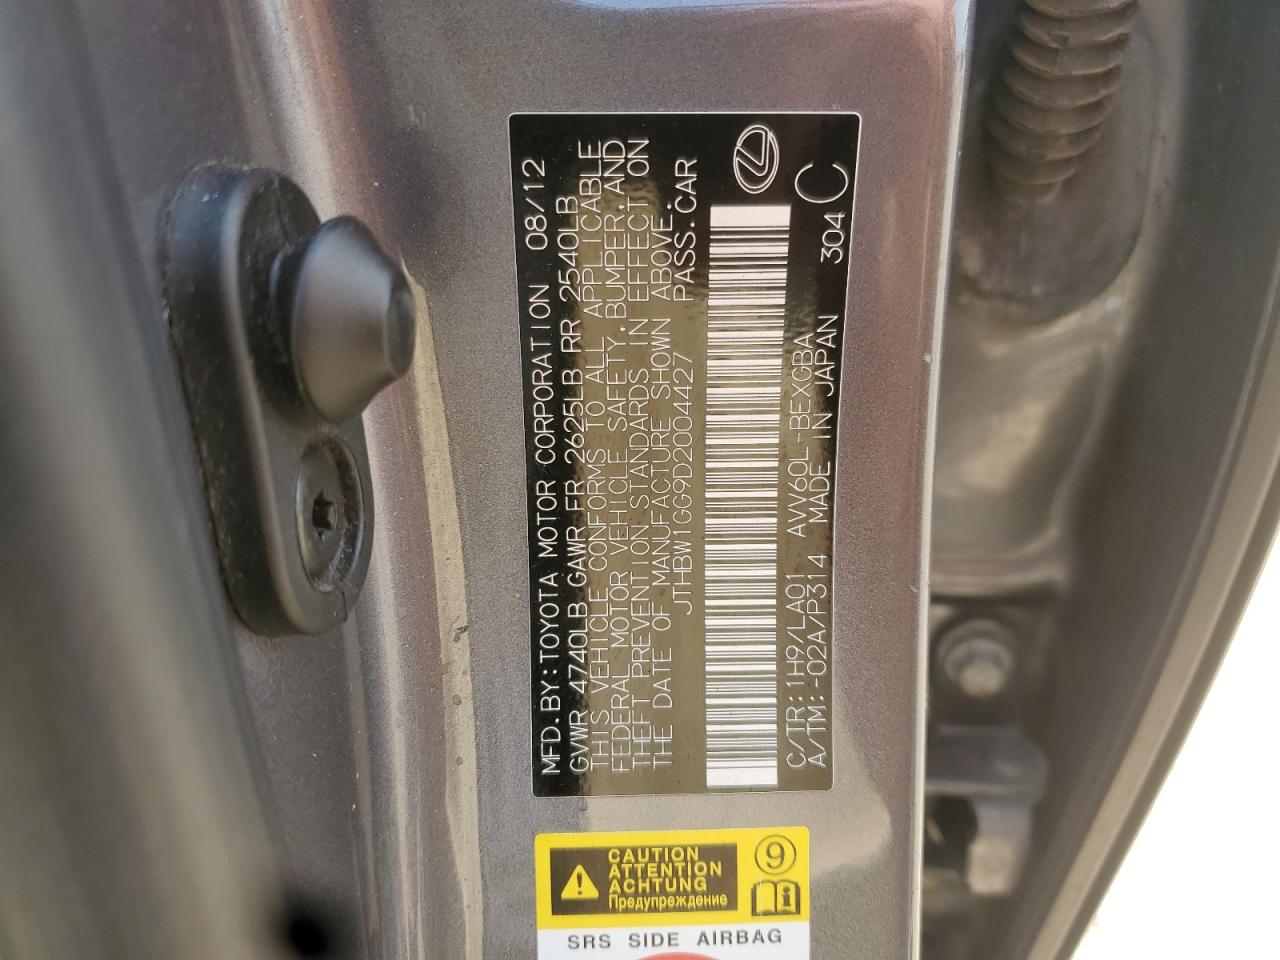 MFD.BY:TOYOTA MOTOR CORPORATION 08/12
GVWR 4740LB GAWR FR 2625LB RR 2540LB
THIS VEHICLE CONFORMS TO ALL APPLICABLE
FEDERAL MOTOR VEHICLE SAFETY, BUMPER, AND
THEFT PREVENTION STANDARDS IN EFFECT ON
THE DATE OF MANUFACTURE SHOWN ABOVE.
JTHBW1GG9D2004427 PASS.CAR
C/TR:1H9/LA01 AVV60L-BEXGBA 304 C
A/TM:-02A/P314 MADE IN JAPAN
CAUTION
ATTENTION
ACHTUNG
Предупреждение
9
SRS SIDE AIRBAG